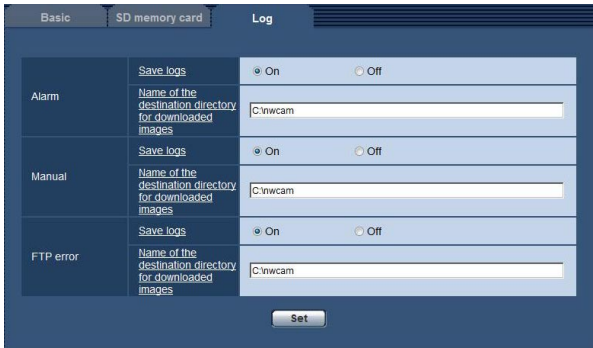 Basic SD memory card Log
Save logs On Off
Alarm
Name of the
destination directory
for downloaded
images
C:\nwcam
Save logs On Off
Manual
Name of the
destination directory
for downloaded
images
C:\nwcam
Save logs On Off
FTP error
Name of the
destination directory
for downloaded
images
C:\nwcam
Set